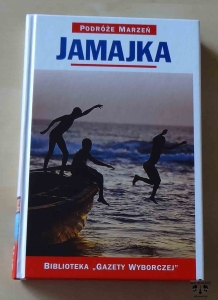 PODRÓŻE MARZEŃ
JAMAJKA
BIBLIOTEKA „GAZETY WYBORCZEJ"